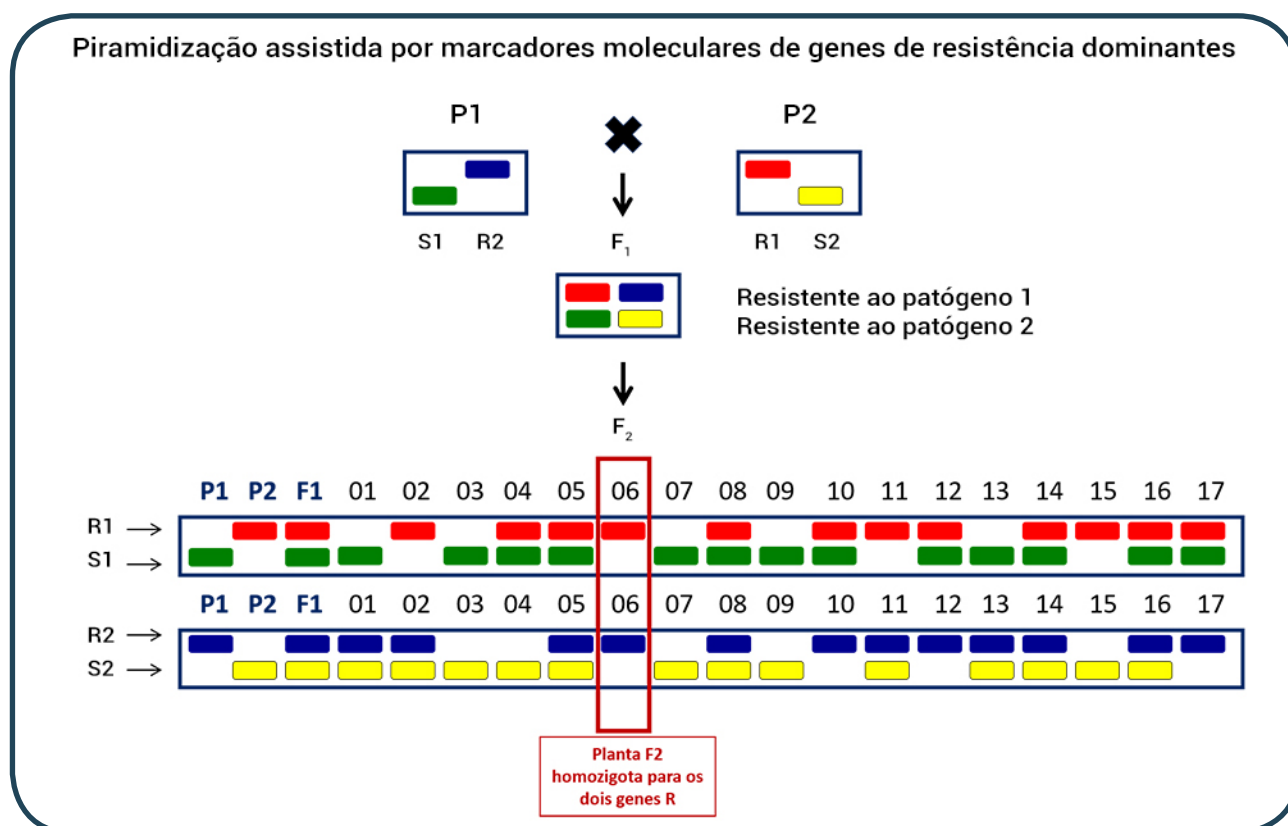 Piramidização assistida por marcadores moleculares de genes de resistência dominantes
P1
P2
S1 R2
F1
R1 S2
Resistente ao patógeno 1
Resistente ao patógeno 2
F2
P1 P2 F1 01 02 03 04 05 06 07 08 09 10 11 12 13 14 15 16 17
R1
S1
P1 P2 F1 01 02 03 04 05 06 07 08 09 10 11 12 13 14 15 16 17
R2
S2
Planta F2
homozigota para os
dois genes R